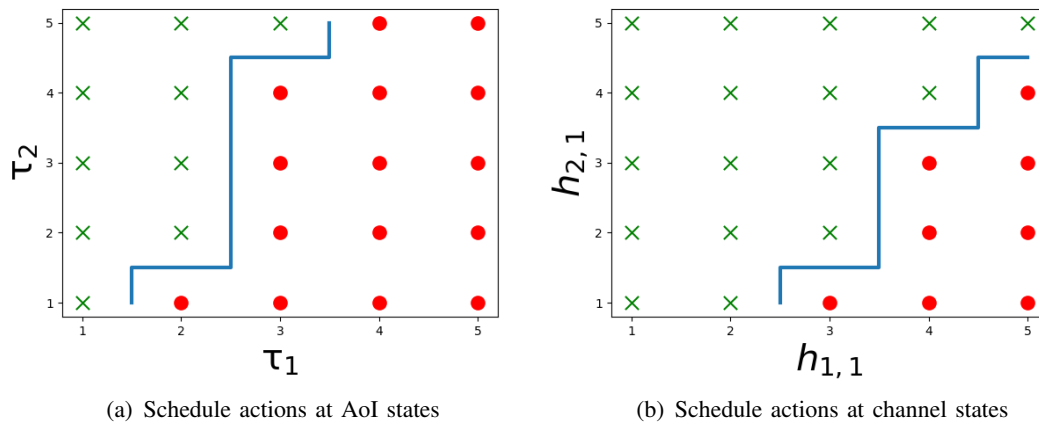 5
4
3
2
1
τ2
1 2 3 4 5
τ1
(a) Schedule actions at AoI states
5
4
3
2
1
h2, 1
1 2 3 4 5
h1, 1
(b) Schedule actions at channel states